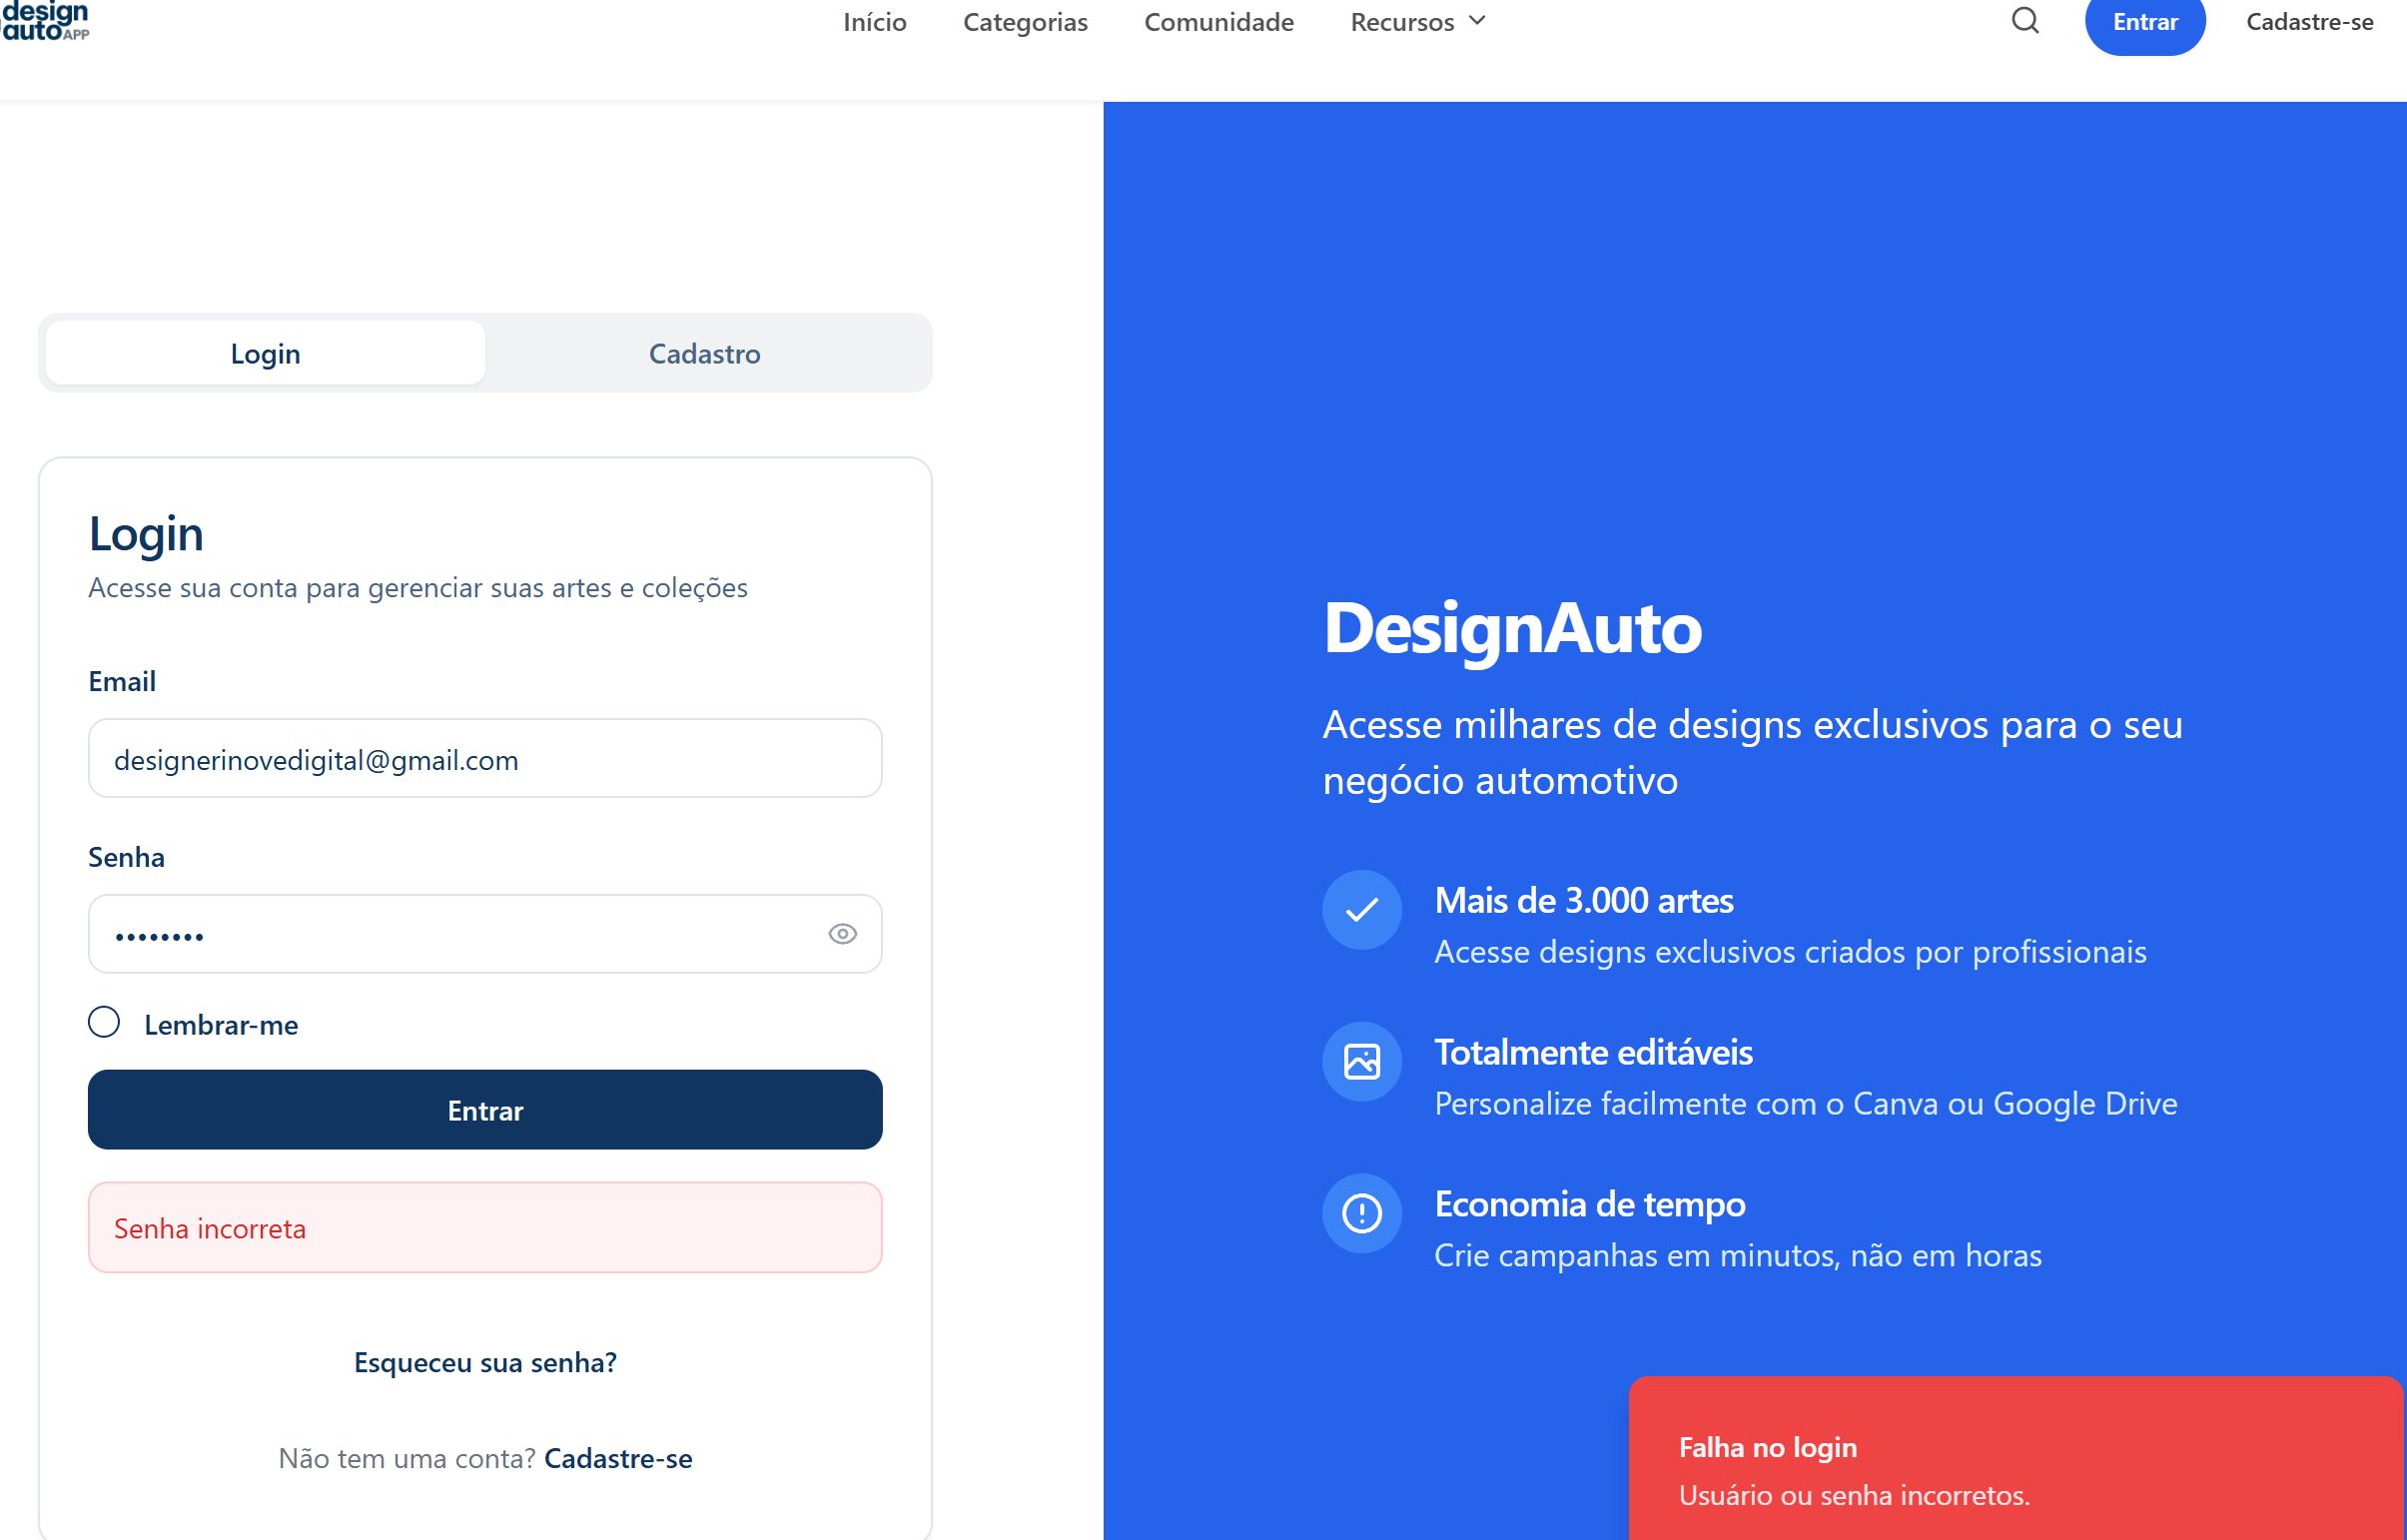 design
auto APP
Início
Categorias
Comunidade
Recursos
Entrar
Cadastre-se
Login
Cadastro
Login
Acesse sua conta para gerenciar suas artes e coleções
Email
designerinovedigital@gmail.com
Senha
••••••••
Lembrar-me
Entrar
Senha incorreta
Esqueceu sua senha?
Não tem uma conta? Cadastre-se
DesignAuto
Acesse milhares de designs exclusivos para o seu
negócio automotivo
Mais de 3.000 artes
Acesse designs exclusivos criados por profissionais
Totalmente editáveis
Personalize facilmente com o Canva ou Google Drive
Economia de tempo
Crie campanhas em minutos, não em horas
Falha no login
Usuário ou senha incorretos.